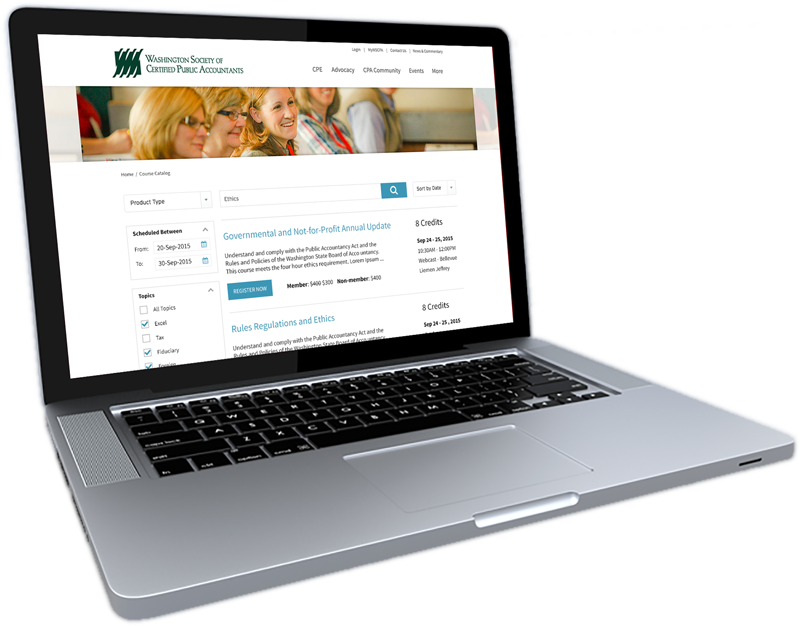 Login | MyWSCPA | Contact Us | News & Commentary
WASHINGTON SOCIETY OF
CERTIFIED PUBLIC ACCOUNTANTS
CPE Advocacy CPA Community Events More
Home / Course Catalog
Product Type
Ethics
Sort by Date
Scheduled Between
From: 20-Sep-2015
To: 30-Sep-2015
Topics
All Topics
Excel
Tax
Fiduciary
Governmental and Not-for-Profit Annual Update
Understand and comply with the Public Accountancy Act and the
Rules and Policies of the Washington State Board of Accountancy.
This course meets the four hour ethics requirement. Lorem Ipsum ...
REGISTER NOW
Member: $400 $300 Non-member: $400
8 Credits
Sep 24 - 25, 2015
10:30AM - 12:00PM
Webcast - Bellevue
Liemon Jeffery
Rules Regulations and Ethics
Understand and comply with the Public Accountancy Act and the
Rules and Policies of the Washington State Board of Accountancy.
8 Credits
Sep 24 - 25 , 2015